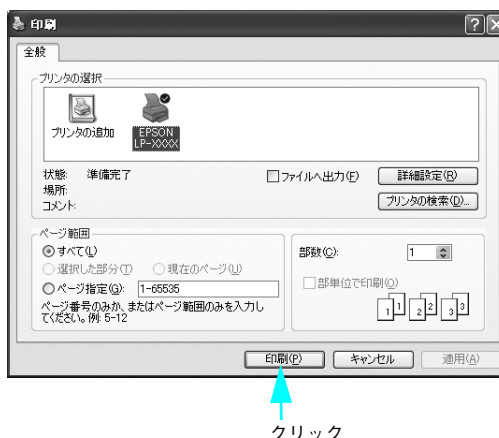 印刷
全般
プリンタの選択
プリンタの追加
EPSON
LP-XXXX
状態: 準備完了
場所:
コメント:
ファイルへ出力(F)
詳細設定(R)
プリンタの検索(D)...
ページ範囲
すべて(L)
選択した部分(T) 現在のページ(U)
ページ指定(G): 1-65535
ページ番号のみか、またはページ範囲のみを入力し
てください。例: 5-12
部数(C): 1
部単位で印刷(O)
1 1 2 2 3 3
印刷(P) キャンセル 適用(A)
クリック